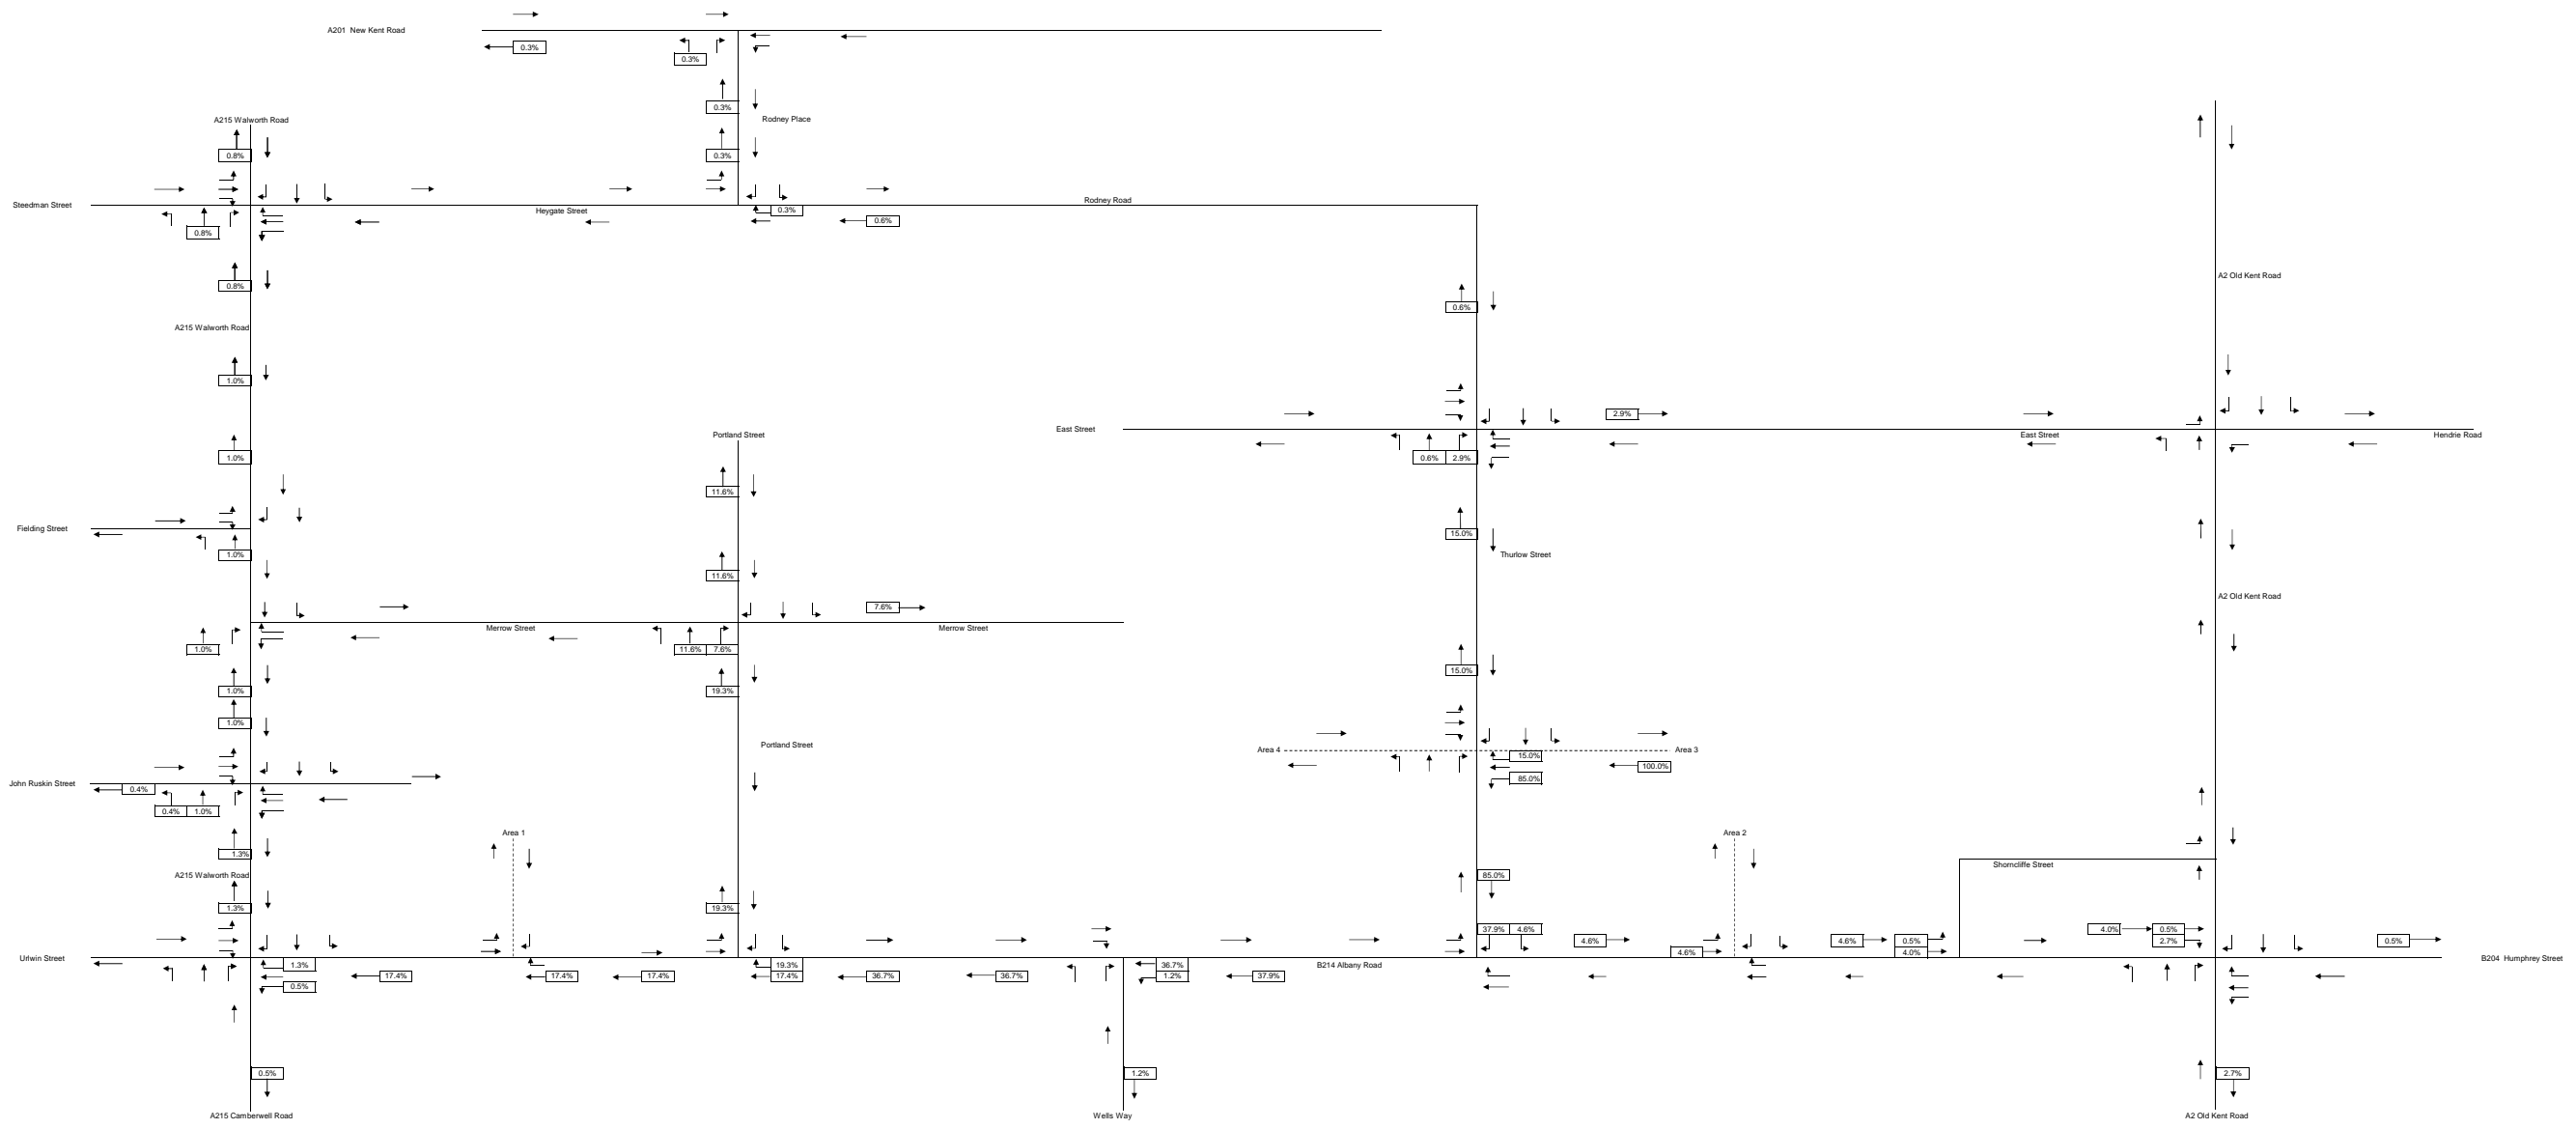 A201  New Kent Road
0.3%
0.3%
0.3%
A215 Walworth Road
Rodney Place
0.8%
0.3%
Steedman Street
Heygate Street
Rodney Road
0.3%
0.6%
0.8%
A2 Old Kent Road
0.8%
0.6%
A215 Walworth Road
1.0%
2.9%
East Street
East Street
Hendrie Road
Portland Street
1.0%
0.6%
2.9%
11.6%
Fielding Street
15.0%
1.0%
Thurlow Street
11.6%
A2 Old Kent Road
7.6%
Merrow Street
Merrow Street
1.0%
11.6%
7.6%
15.0%
1.0%
19.3%
1.0%
Portland Street
Area 4
Area 3
15.0%
100.0%
85.0%
John Ruskin Street
0.4%
0.4%
1.0%
Area 1
Area 2
1.3%
Shorncliffe Street
A215 Walworth Road
85.0%
1.3%
19.3%
37.9%
4.6%
4.0%
0.5%
4.6%
4.6%
0.5%
2.7%
0.5%
4.6%
4.0%
Urlwin Street
B214 Albany Road
B204  Humphrey Street
1.3%
19.3%
36.7%
17.4%
17.4%
17.4%
17.4%
36.7%
36.7%
1.2%
37.9%
0.5%
0.5%
1.2%
2.7%
A215 Camberwell Road
Wells Way
A2 Old Kent Road